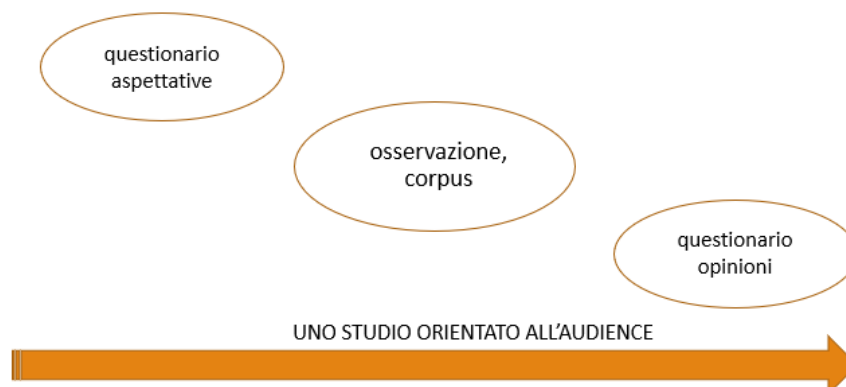 questionario
aspettative
osservazione,
corpus
questionario
opinioni
UNO STUDIO ORIENTATO ALL'AUDIENCE